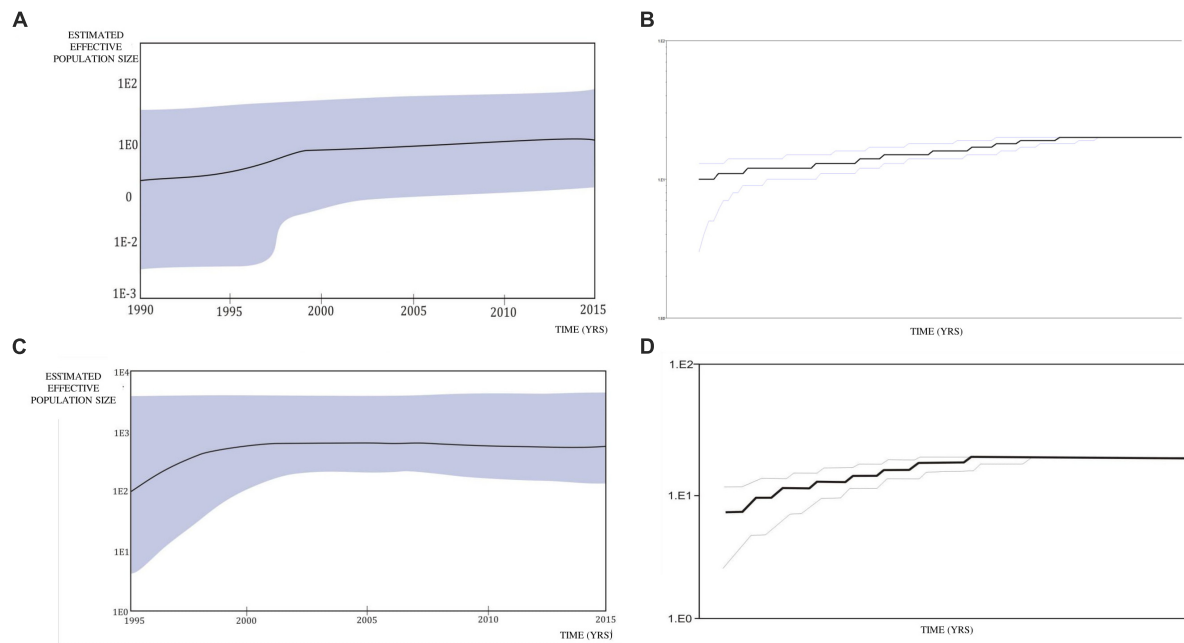 A
ESTIMATED
EFFECTIVE
POPULATION SIZE
1E2
1E0
0
1E-2
1E-3
1990
1995
2000
2005
2010
2015
TIME (YRS)
B
TIME (YRS)
C
ESSTIMATED
EFFECTIVE
POPULATION SIZE
1E4
1E3
1E2
1E1
1E0
1995
2000
2005
2010
2015
TIME (YRS)
D
1.E2
1.E1
1.E0
TIME (YRS)